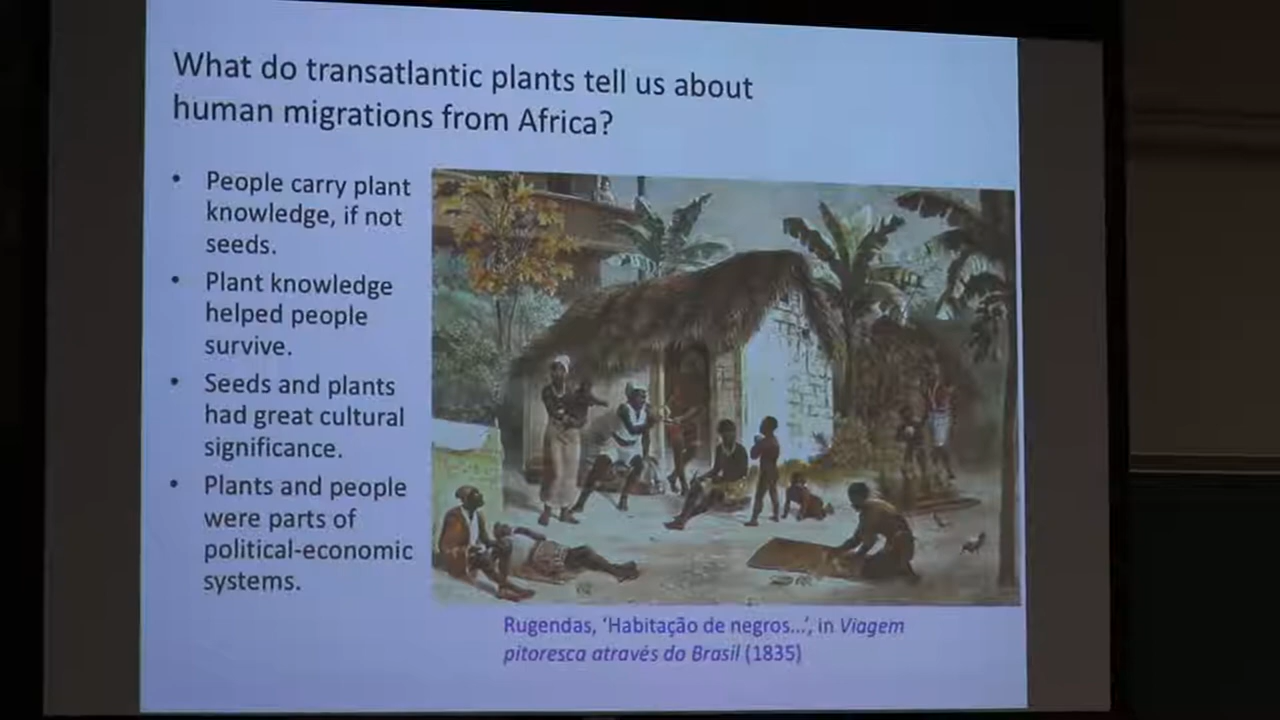 What do transatlantic plants tell us about
human migrations from Africa?
• People carry plant
knowledge, if not
seeds.
• Plant knowledge
helped people
survive.
• Seeds and plants
had great cultural
significance.
• Plants and people
were parts of
political-economic
systems.
Rugendas, ‘Habitação de negros...’, in Viagem
pitoresca através do Brasil (1835)